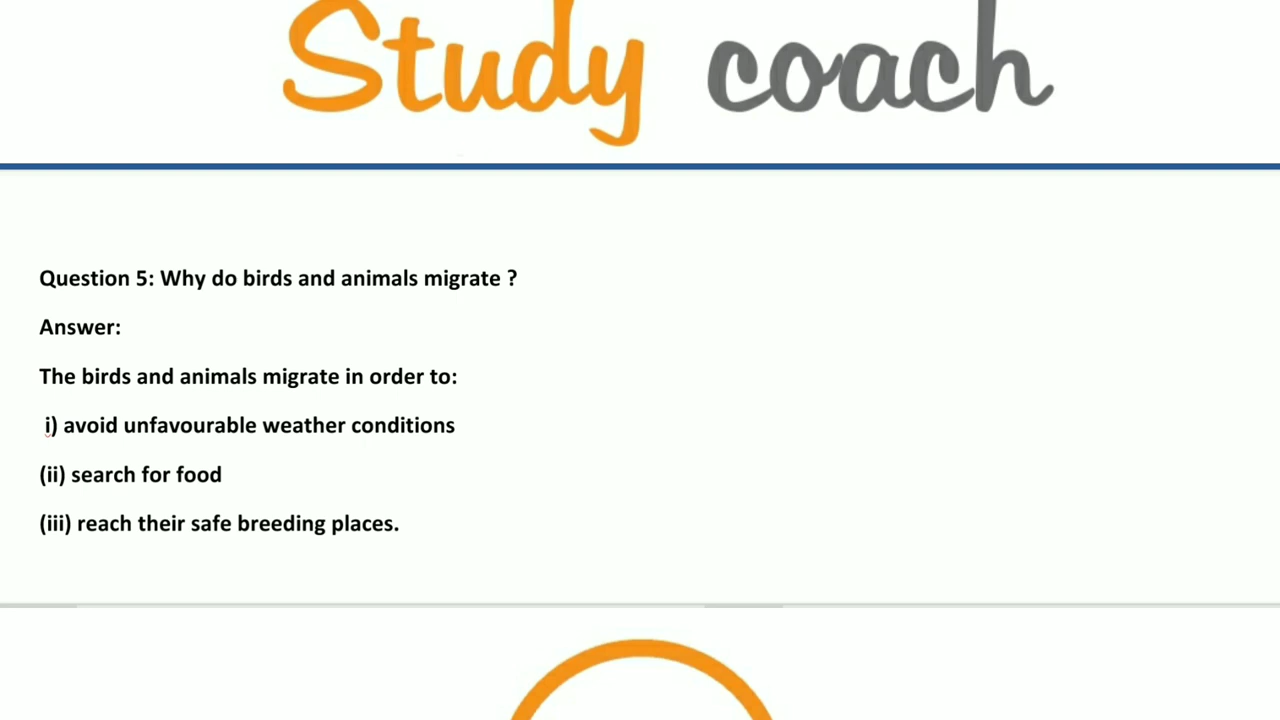 Study coach
Question 5: Why do birds and animals migrate ?
Answer:
The birds and animals migrate in order to:
i) avoid unfavourable weather conditions
(ii) search for food
(iii) reach their safe breeding places.